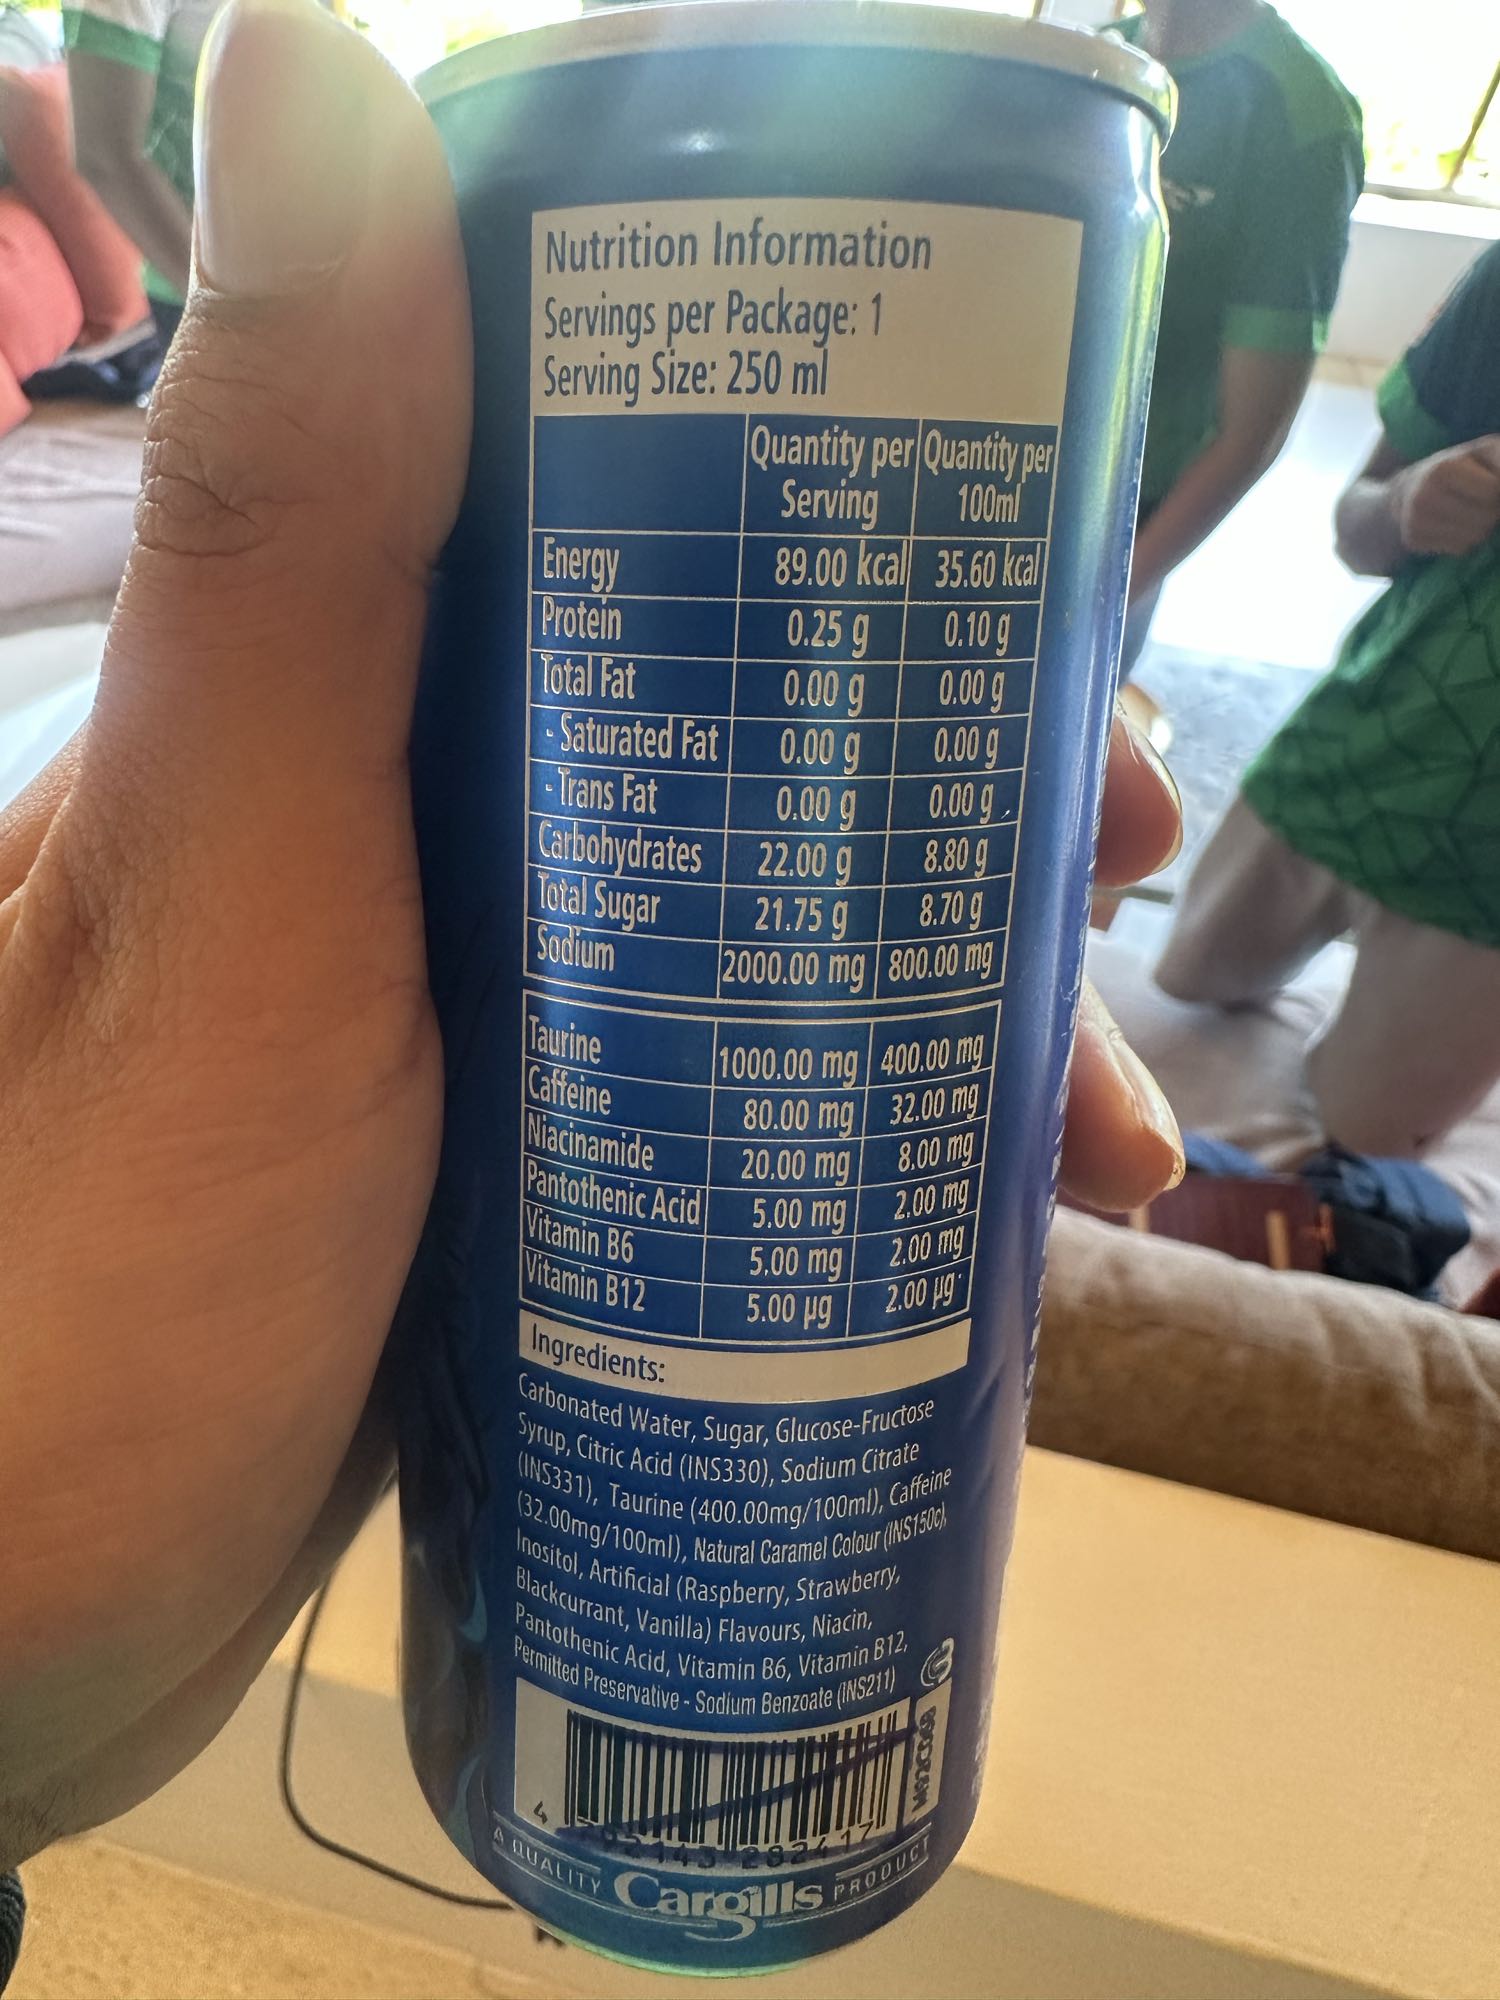 Nutrition Information
Servings per Package: 1
Serving Size: 250 ml
Quantity per Serving Quantity per 100ml
Energy 89.00 kcal 35.60 kcal
Protein 0.25 g 0.10 g
Total Fat 0.00 g 0.00 g
- Saturated Fat 0.00 g 0.00 g
- Trans Fat 0.00 g 0.00 g
Carbohydrates 22.00 g 8.80 g
Total Sugar 21.75 g 8.70 g
Sodium 2000.00 mg 800.00 mg
Taurine 1000.00 mg 400.00 mg
Caffeine 80.00 mg 32.00 mg
Niacinamide 20.00 mg 8.00 mg
Pantothenic Acid 5.00 mg 2.00 mg
Vitamin B6 5.00 mg 2.00 mg
Vitamin B12 5.00 µg 2.00 µg
Ingredients:
Carbonated Water, Sugar, Glucose-Fructose
Syrup, Citric Acid (INS330), Sodium Citrate
(INS331), Taurine (400.00mg/100ml), Caffeine
(32.00mg/100ml), Natural Caramel Colour (INS150c),
Inositol, Artificial (Raspberry, Strawberry,
Blackcurrant, Vanilla) Flavours, Niacin,
Pantothenic Acid, Vitamin B6, Vitamin B12,
Permitted Preservative - Sodium Benzoate (INS211)
A QUALITY Cargills PRODUCT